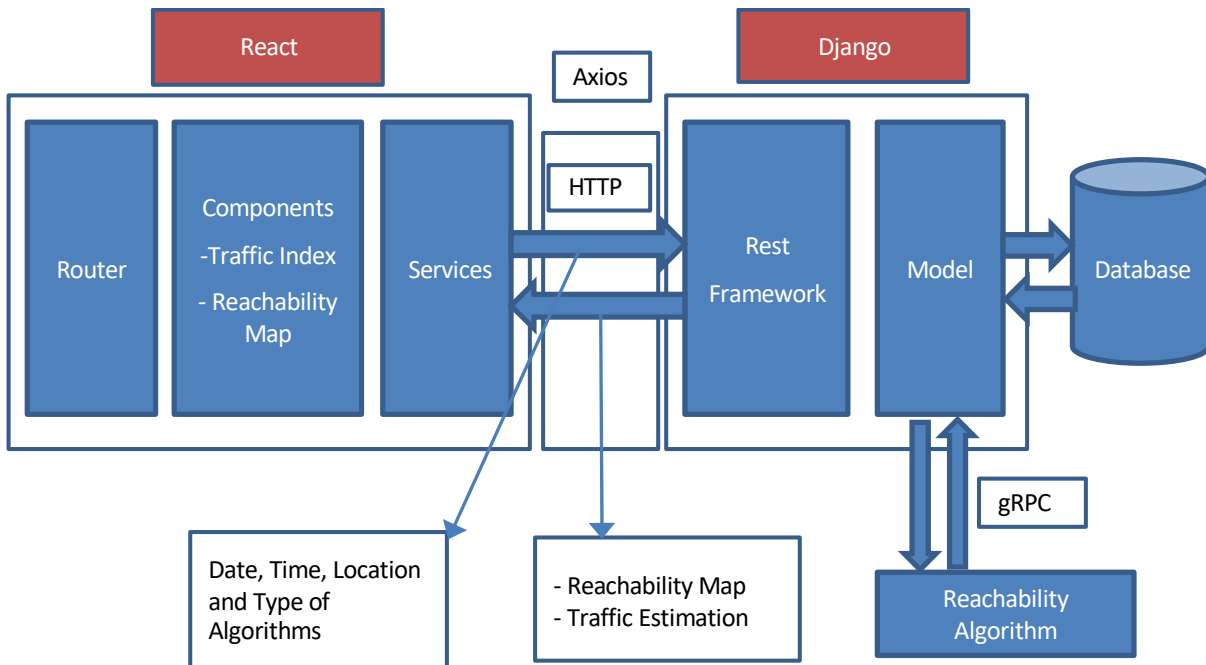 React
Django
Axios
HTTP
Router
Components
-Traffic Index
- Reachability
Map
Services
Rest
Framework
Model
Database
gRPC
Date, Time, Location
and Type of
Algorithms
- Reachability Map
- Traffic Estimation
Reachability
Algorithm